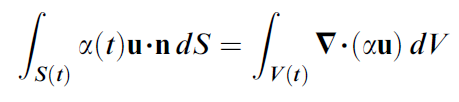 ∫_{S(t)} α(t)𝐮·𝐧 dS = ∫_{V(t)} ∇·(α𝐮) dV